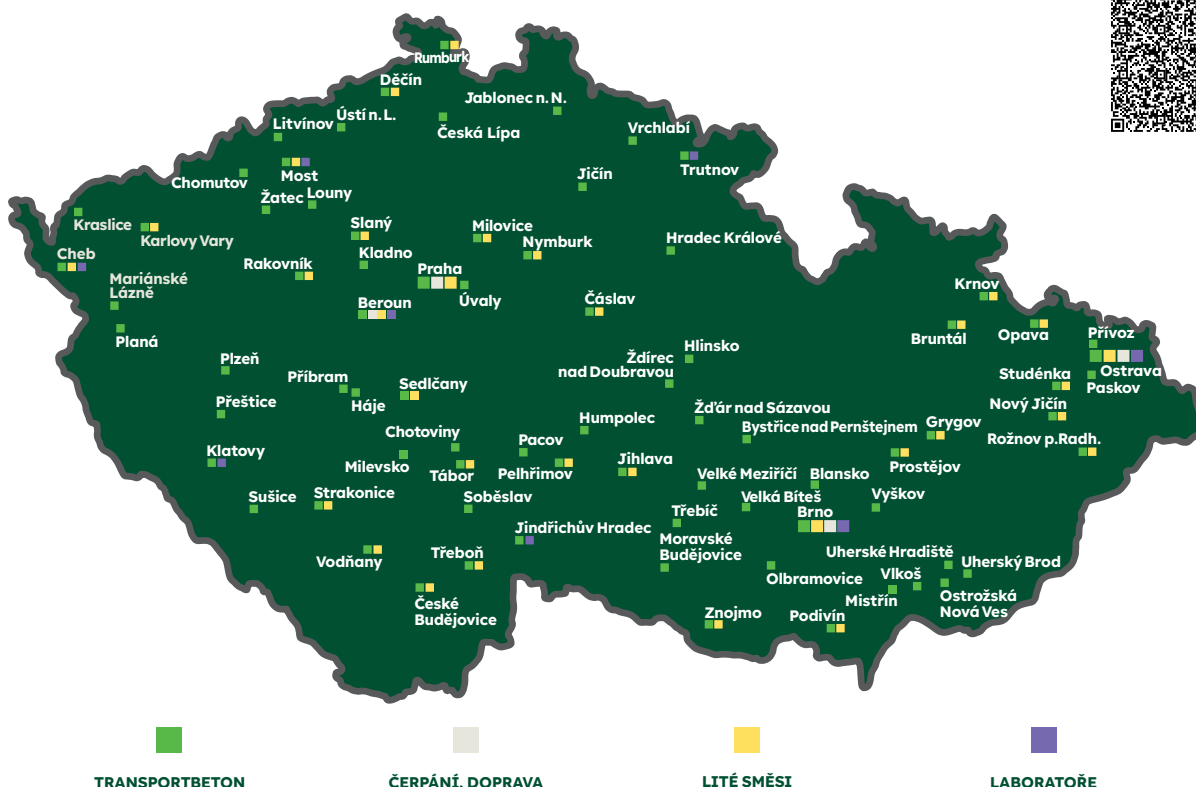 Rumburk
Děčín
Jablonec n. N.
Ústí n. L.
Litvínov
Česká Lípa
Vrchlabí
Most
Trutnov
Chomutov
Jičín
Žatec
Louny
Kraslice
Karlovy Vary
Slaný
Milovice
Nymburk
Hradec Králové
Cheb
Kladno
Rakovník
Praha
Mariánské
Lázně
Úvaly
Beroun
Čáslav
Krnov
Planá
Bruntál
Opava
Přívoz
Plzeň
Hlinsko
Ždírec
nad Doubravou
Ostrava
Studénka
Paskov
Příbram
Háje
Sedlčany
Přeštice
Nový Jičín
Humpolec
Žďár nad Sázavou
Bystřice nad Pernštejnem
Grygov
Chotoviny
Pacov
Rožnov p.Radh.
Klatovy
Milevsko
Tábor
Pelhřimov
Jihlava
Prostějov
Velké Meziříčí
Blansko
Sušice
Strakonice
Soběslav
Velká Bíteš
Vyškov
Třebíč
Brno
Jindřichův Hradec
Moravské
Budějovice
Vodňany
Třeboň
Uherské Hradiště
Uherský Brod
Olbramovice
Vlkoš
Mistřín
Ostrožská
Nová Ves
České
Budějovice
Znojmo
Podivín
TRANSPORTBETON
ČERPÁNÍ, DOPRAVA
LITÉ SMĚSI
LABORATOŘE